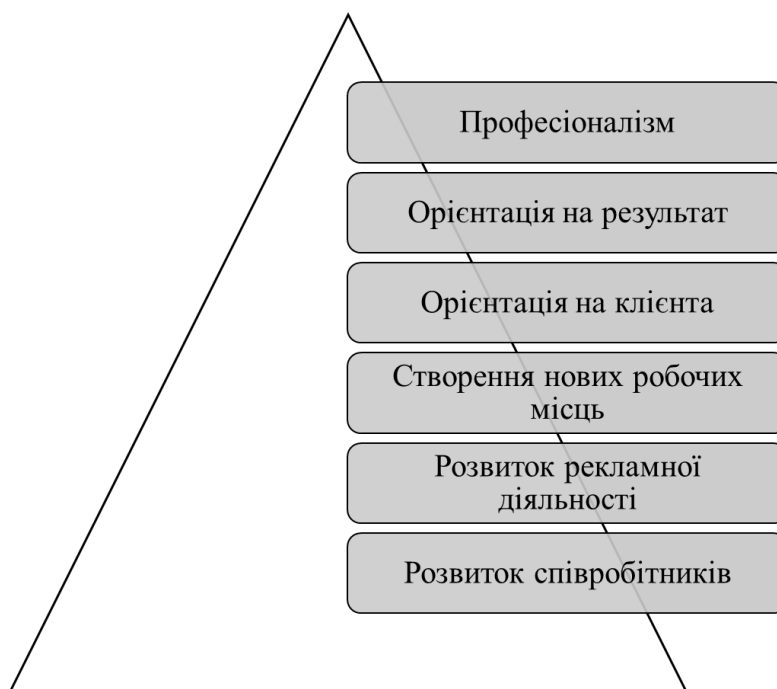 Професіоналізм
Орієнтація на результат
Орієнтація на клієнта
Створення нових робочих
місць
Розвиток рекламної
діяльності
Розвиток співробітників